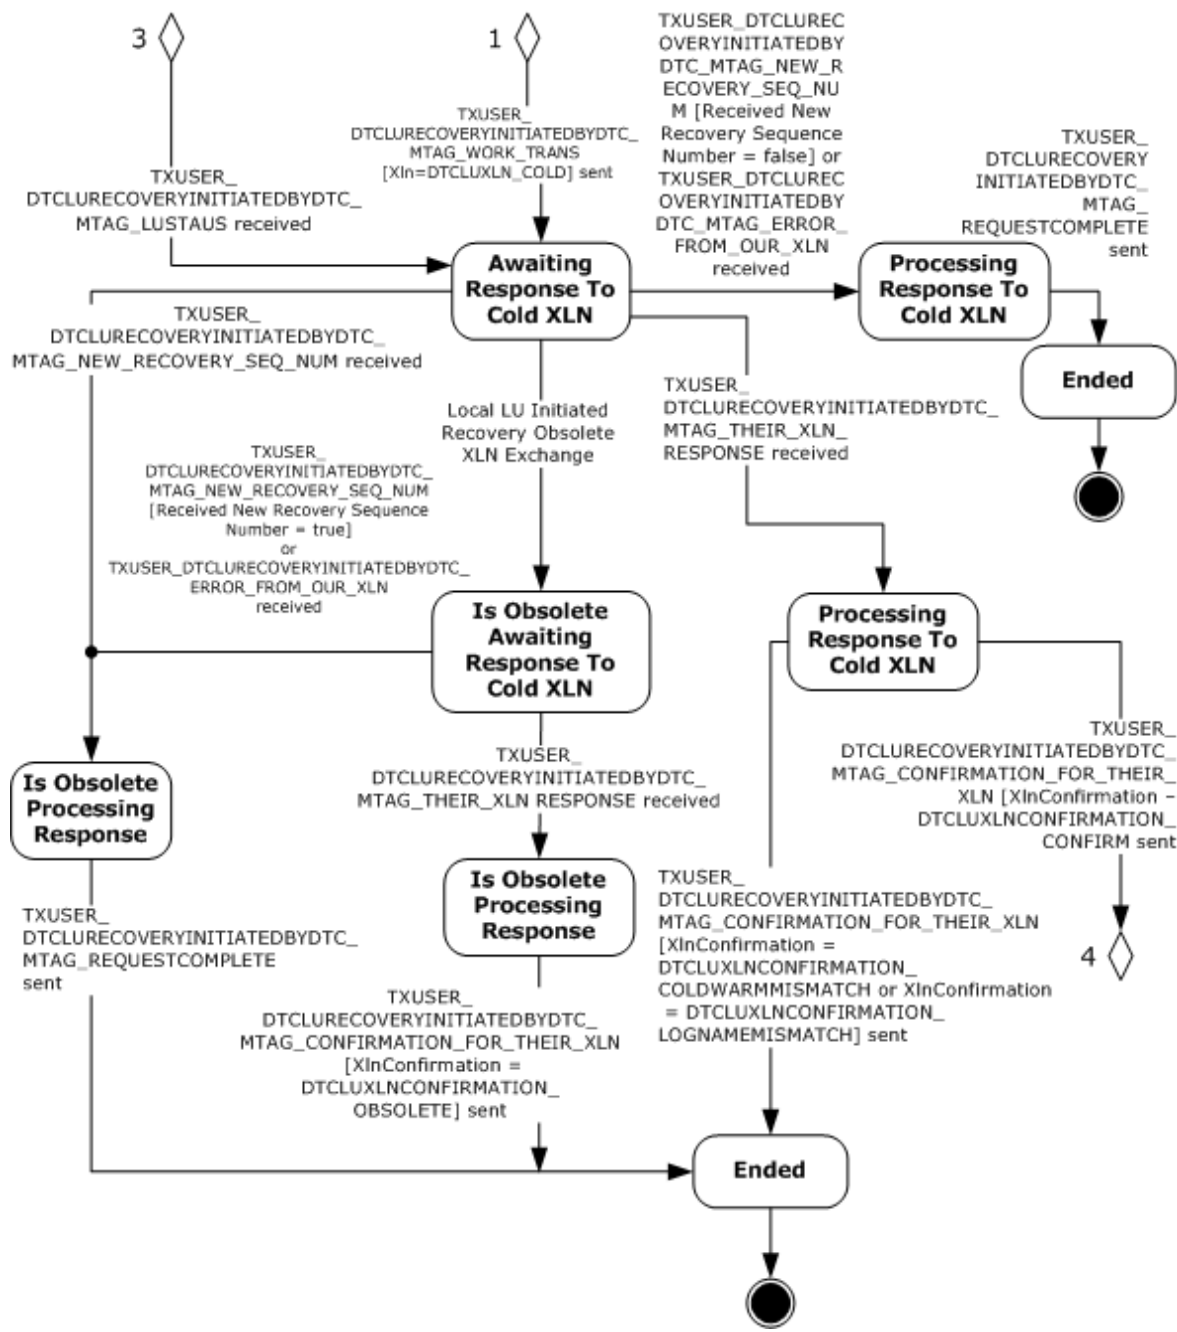 3
1
TXUSER_
DTCLURECOVERYINITIATEDBYDTC_
MTAG_LUSTAUS received
TXUSER_
DTCLURECOVERYINITIATEDBYDTC_
MTAG_WORK_TRANS
[Xln=DTCLUXLN_COLD] sent
TXUSER_DTCLUREC
OVERYINITIATEDBY
DTC_MTAG_NEW_R
ECOVERY_SEQ_NU
M [Received New
Recovery Sequence
Number = false] or
TXUSER_DTCLUREC
OVERYINITIATEDBY
DTC_MTAG_ERROR_
FROM_OUR_XLN
received
TXUSER_
DTCLURECOVERY
INITIATEDBYDTC_
MTAG_
REQUESTCOMPLETE
sent
Awaiting
Response To
Cold XLN
Processing
Response To
Cold XLN
Ended
TXUSER_
DTCLURECOVERYINITIATEDBYDTC_
MTAG_NEW_RECOVERY_SEQ_NUM received
Local LU Initiated
Recovery Obsolete
XLN Exchange
TXUSER_
DTCLURECOVERYINITIATEDBYDTC_
MTAG_THEIR_XLN_
RESPONSE received
TXUSER_
DTCLURECOVERYINITIATEDBYDTC_
MTAG_NEW_RECOVERY_SEQ_NUM
[Received New Recovery Sequence
Number = true]
or
TXUSER_DTCLURECOVERYINITIATEDBYDTC_
ERROR_FROM_OUR_XLN
received
Is Obsolete
Awaiting
Response To
Cold XLN
Processing
Response To
Cold XLN
TXUSER_
DTCLURECOVERYINITIATEDBYDTC_
MTAG_THEIR_XLN RESPONSE received
TXUSER_
DTCLURECOVERYINITIATEDBYDTC_
MTAG_CONFIRMATION_FOR_THEIR_
XLN [XlnConfirmation –
DTCLUXLNCONFIRMATION_
CONFIRM sent
Is Obsolete
Processing
Response
Is Obsolete
Processing
Response
TXUSER_
DTCLURECOVERYINITIATEDBYDTC_
MTAG_CONFIRMATION_FOR_THEIR_XLN
[XlnConfirmation =
DTCLUXLNCONFIRMATION_
COLDWARMMISMATCH or XlnConfirmation
= DTCLUXLNCONFIRMATION_
LOGNAMEMISMATCH] sent
4
TXUSER_
DTCLURECOVERYINITIATEDBYDTC_
MTAG_REQUESTCOMPLETE
sent
TXUSER_
DTCLURECOVERYINITIATEDBYDTC_
MTAG_CONFIRMATION_FOR_THEIR_XLN
[XlnConfirmation =
DTCLUXLNCONFIRMATION_
OBSOLETE] sent
Ended